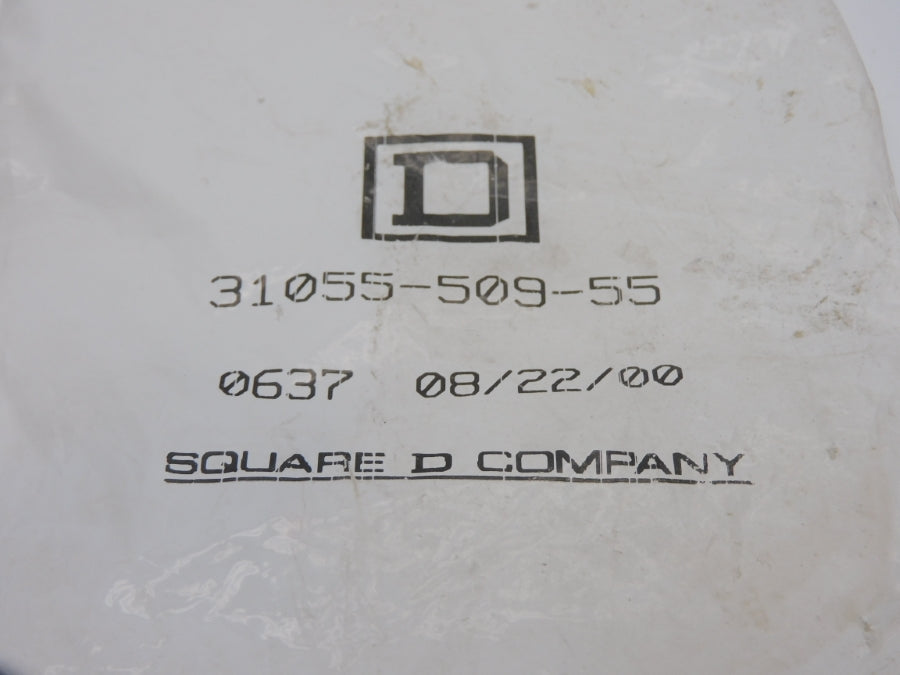 D
31055-509-55
0637 08/22/00
SQUARE D COMPANY